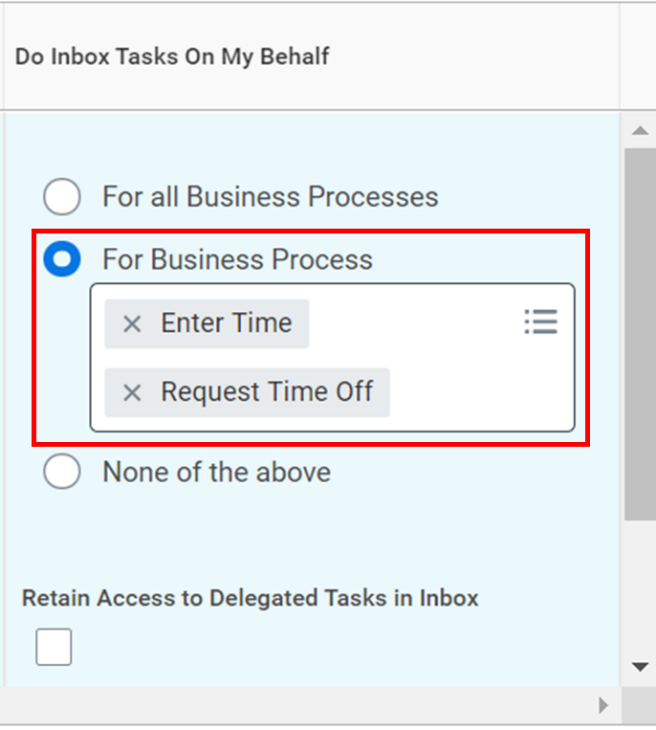 Do Inbox Tasks On My Behalf
For all Business Processes
For Business Process
Enter Time
Request Time Off
None of the above
Retain Access to Delegated Tasks in Inbox